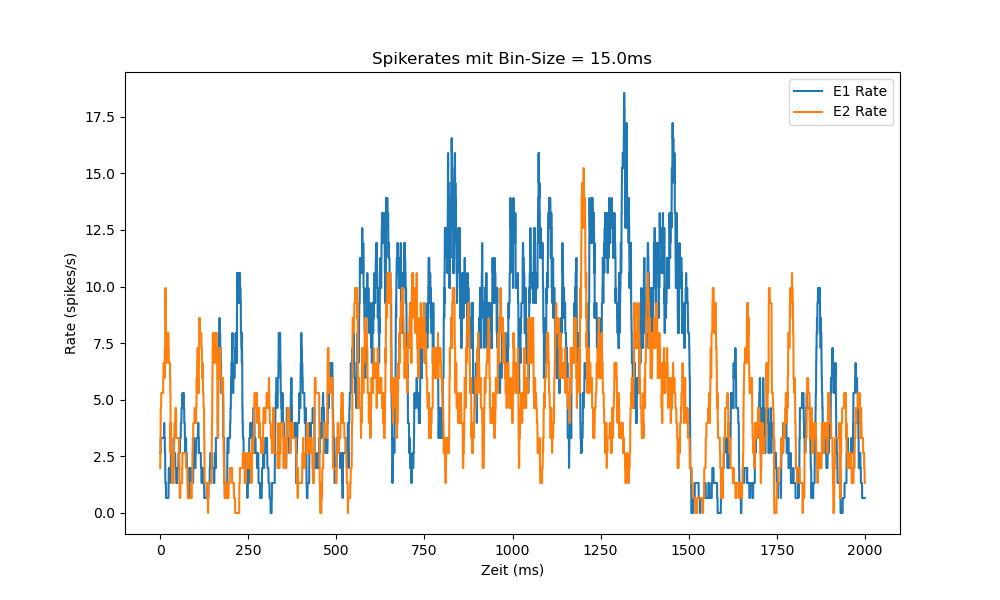 Spikerates mit Bin-Size = 15.0ms
E1 Rate
E2 Rate
17.5
15.0
12.5
10.0
7.5
5.0
2.5
0.0
Rate (spikes/s)
0 250 500 750 1000 1250 1500 1750 2000
Zeit (ms)